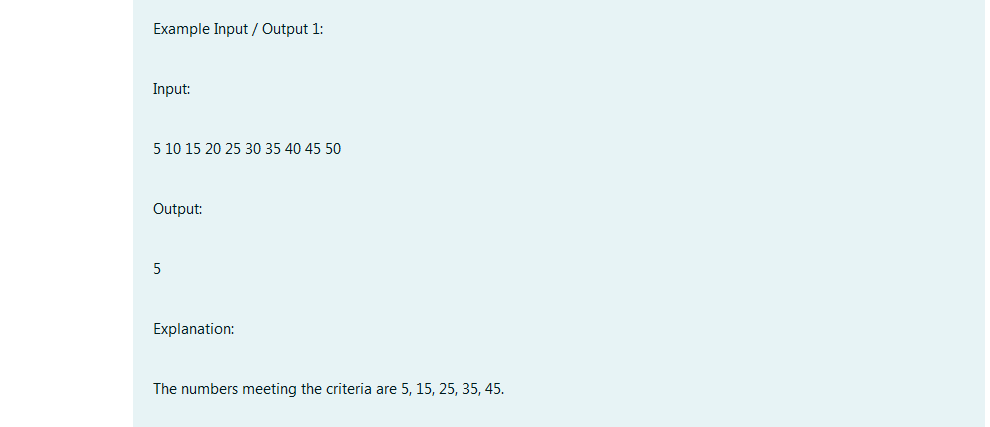 Example Input / Output 1:
Input:
5 10 15 20 25 30 35 40 45 50
Output:
5
Explanation:
The numbers meeting the criteria are 5, 15, 25, 35, 45.